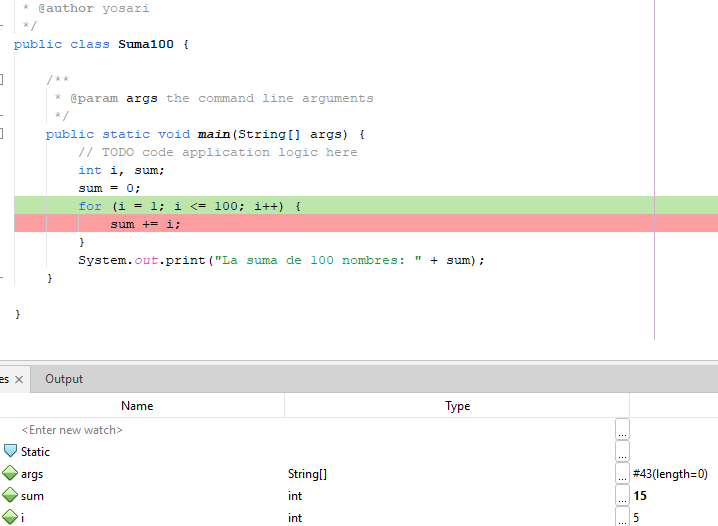 * @author yosari
*/
public class Suma100 {
/**
* @param args the command line arguments
*/
public static void main(String[] args) {
// TODO code application logic here
int i, sum;
sum = 0;
for (i = 1; i <= 100; i++) {
sum += i;
}
System.out.print("La suma de 100 nombres: " + sum);
}
}
es × Output
Name Type
<Enter new watch> ...
Static ...
args String[] ... #43(length=0)
sum int ... 15
i int ... 5